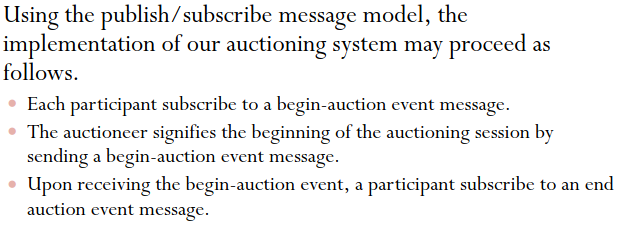 Using the publish/subscribe message model, the
implementation of our auctioning system may proceed as
follows.
• Each participant subscribe to a begin-auction event message.
• The auctioneer signifies the beginning of the auctioning session by
sending a begin-auction event message.
• Upon receiving the begin-auction event, a participant subscribe to an end
auction event message.